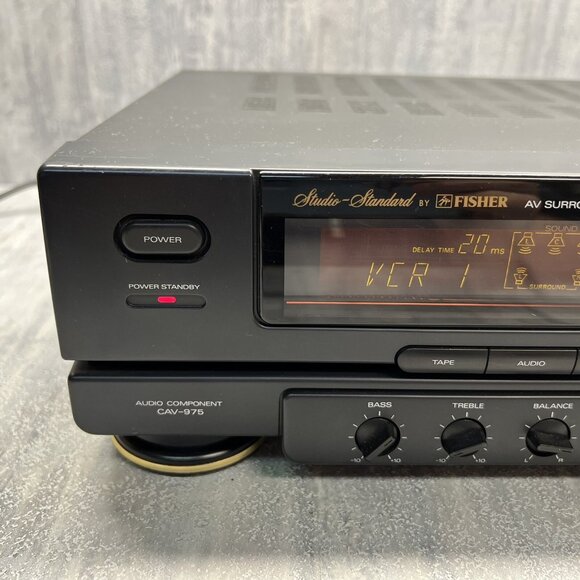 Studio-Standard BY FISHER AV SURRO
POWER
SOUND
DELAY TIME 20 ms
VCR 1
SURROUND
POWER STANDBY
TAPE AUDIO
AUDIO COMPONENT
CAV-975
BASS TREBLE BALANCE
-10 +10 -10 +10 L R